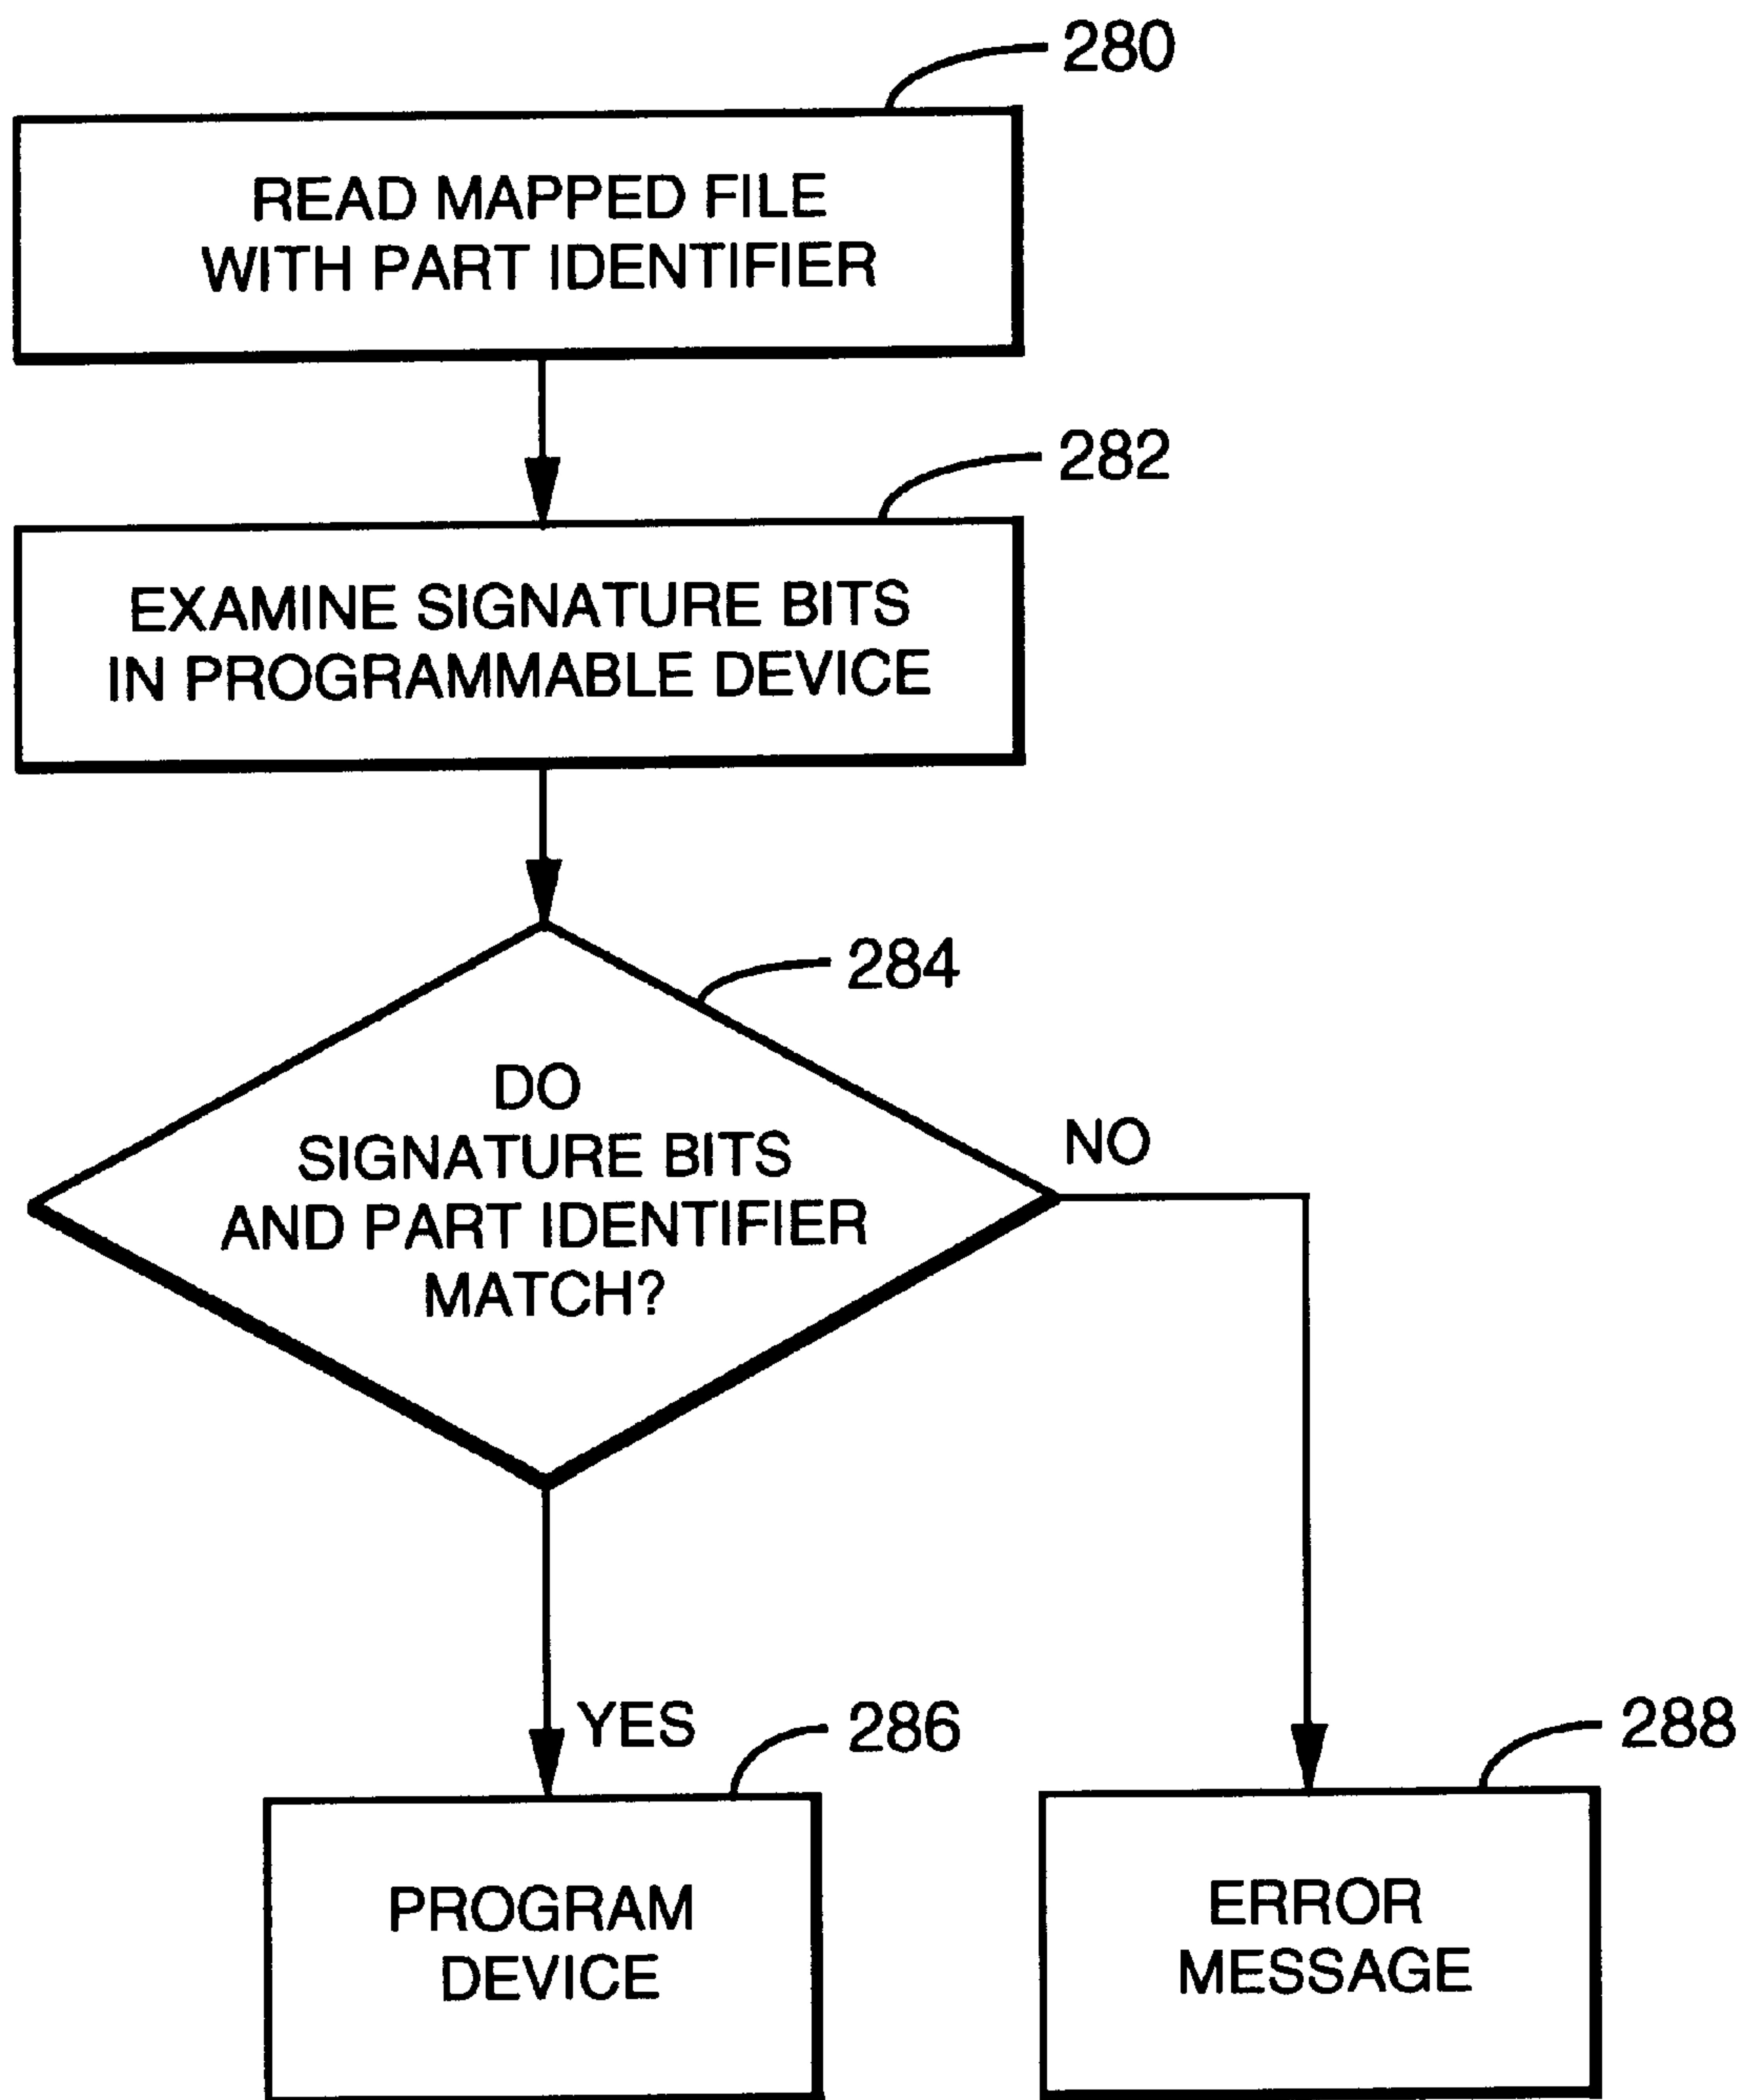 280
READ MAPPED FILE
WITH PART IDENTIFIER
282
EXAMINE SIGNATURE BITS
IN PROGRAMMABLE DEVICE
284
DO
SIGNATURE BITS
AND PART IDENTIFIER
MATCH?
NO
YES
286
288
PROGRAM
DEVICE
ERROR
MESSAGE